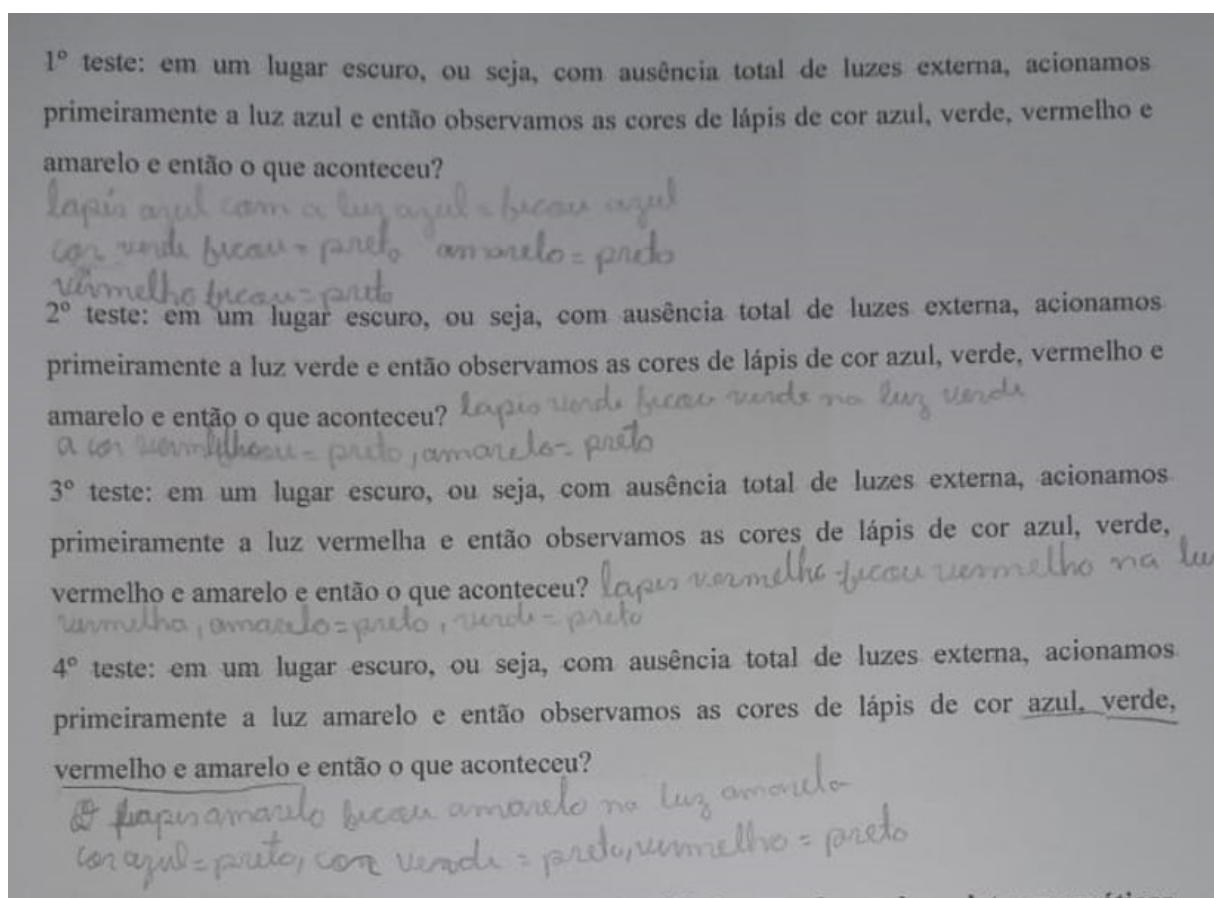 1º teste: em um lugar escuro, ou seja, com ausência total de luzes externa, acionamos
primeiramente a luz azul e então observamos as cores de lápis de cor azul, verde, vermelho e
amarelo e então o que aconteceu?
lapis azul com a luz azul = ficou azul
cor verde ficou = preto amarelo = preto
vermelho ficou = preto
2º teste: em um lugar escuro, ou seja, com ausência total de luzes externa, acionamos
primeiramente a luz verde e então observamos as cores de lápis de cor azul, verde, vermelho e
amarelo e então o que aconteceu? lapis verde ficou verde na luz verde
a cor = preto, amarelo = preto
3º teste: em um lugar escuro, ou seja, com ausência total de luzes externa, acionamos
primeiramente a luz vermelha e então observamos as cores de lápis de cor azul, verde,
vermelho e amarelo e então o que aconteceu? lapis vermelho ficou vermelho na lu
vermelha, amarelo = preto, verde = preto
4º teste: em um lugar escuro, ou seja, com ausência total de luzes externa, acionamos
primeiramente a luz amarelo e então observamos as cores de lápis de cor azul, verde,
vermelho e amarelo e então o que aconteceu?
lapis amarelo ficou amarelo na luz amarela
cor azul = preto, cor verde = preto, vermelho = preto